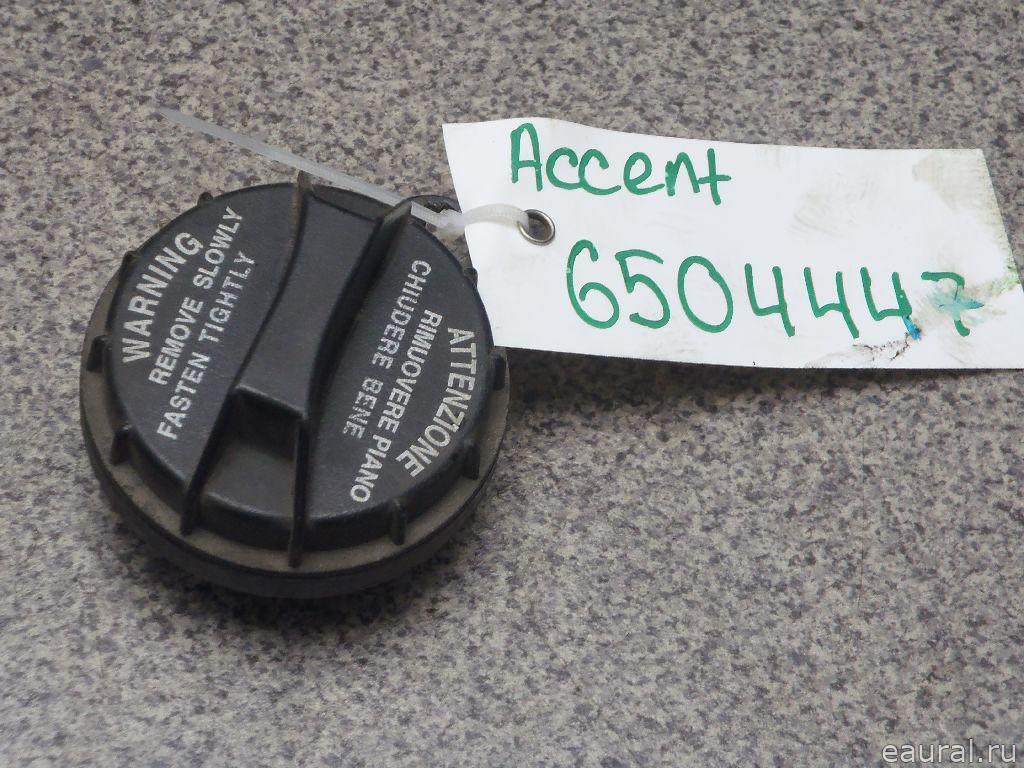 WARNING
REMOVE SLOWLY
FASTEN TIGHTLY
ATTENZIONE
RIMUOVERE PIANO
CHIUDERE BENE
Accent
6504447
eaural.ru